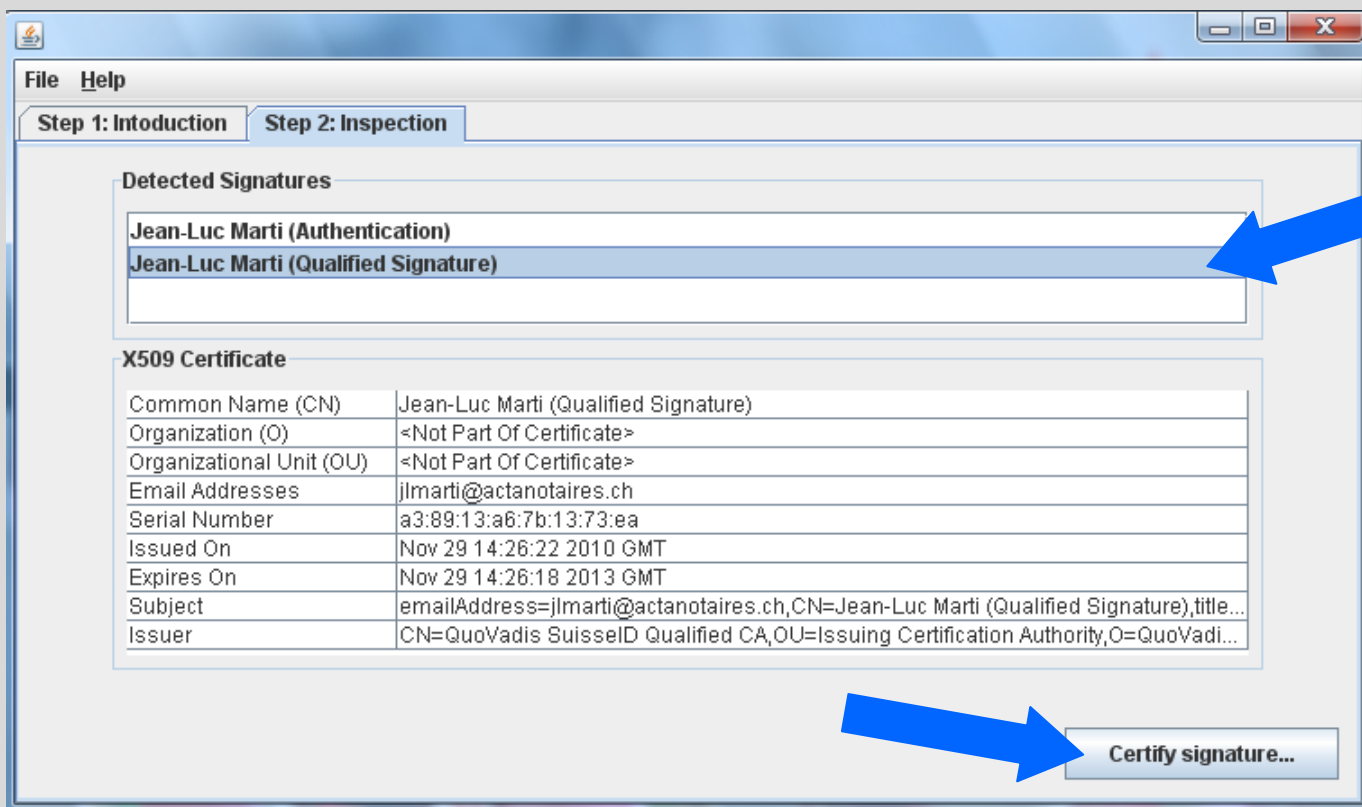 File Help
Step 1: Intoduction Step 2: Inspection
Detected Signatures
Jean-Luc Marti (Authentication)
Jean-Luc Marti (Qualified Signature)
X509 Certificate
Common Name (CN) Jean-Luc Marti (Qualified Signature)
Organization (O) <Not Part Of Certificate>
Organizational Unit (OU) <Not Part Of Certificate>
Email Addresses jlmarti@actanotaires.ch
Serial Number a3:89:13:a6:7b:13:73:ea
Issued On Nov 29 14:26:22 2010 GMT
Expires On Nov 29 14:26:18 2013 GMT
Subject emailAddress=jlmarti@actanotaires.ch,CN=Jean-Luc Marti (Qualified Signature),title...
Issuer CN=QuoVadis SuisseID Qualified CA,OU=Issuing Certification Authority,O=QuoVadi...
Certify signature...